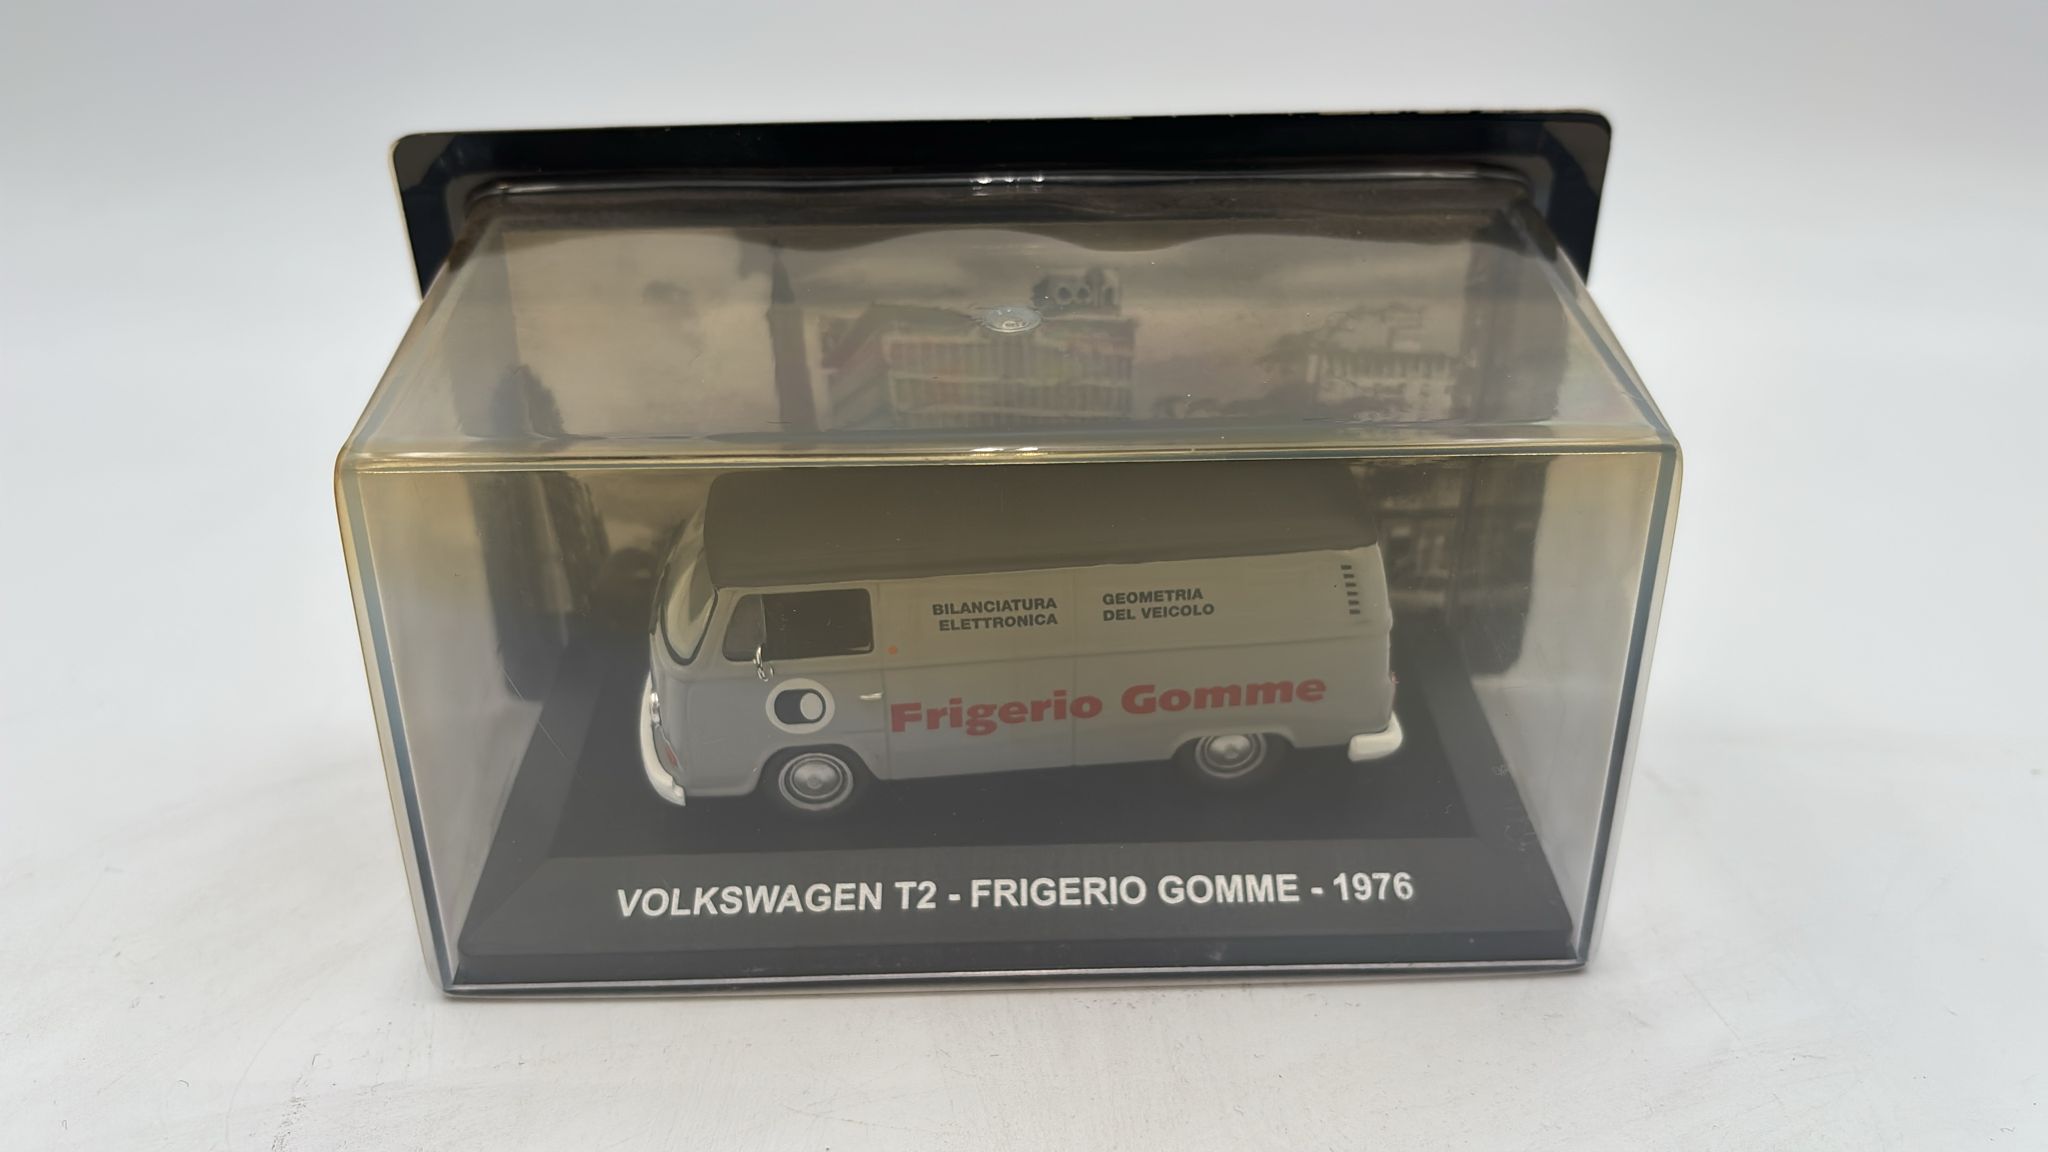 BILANCIATURA
ELETTRONICA
GEOMETRIA
DEL VEICOLO
Frigerio Gomme
VOLKSWAGEN T2 - FRIGERIO GOMME - 1976